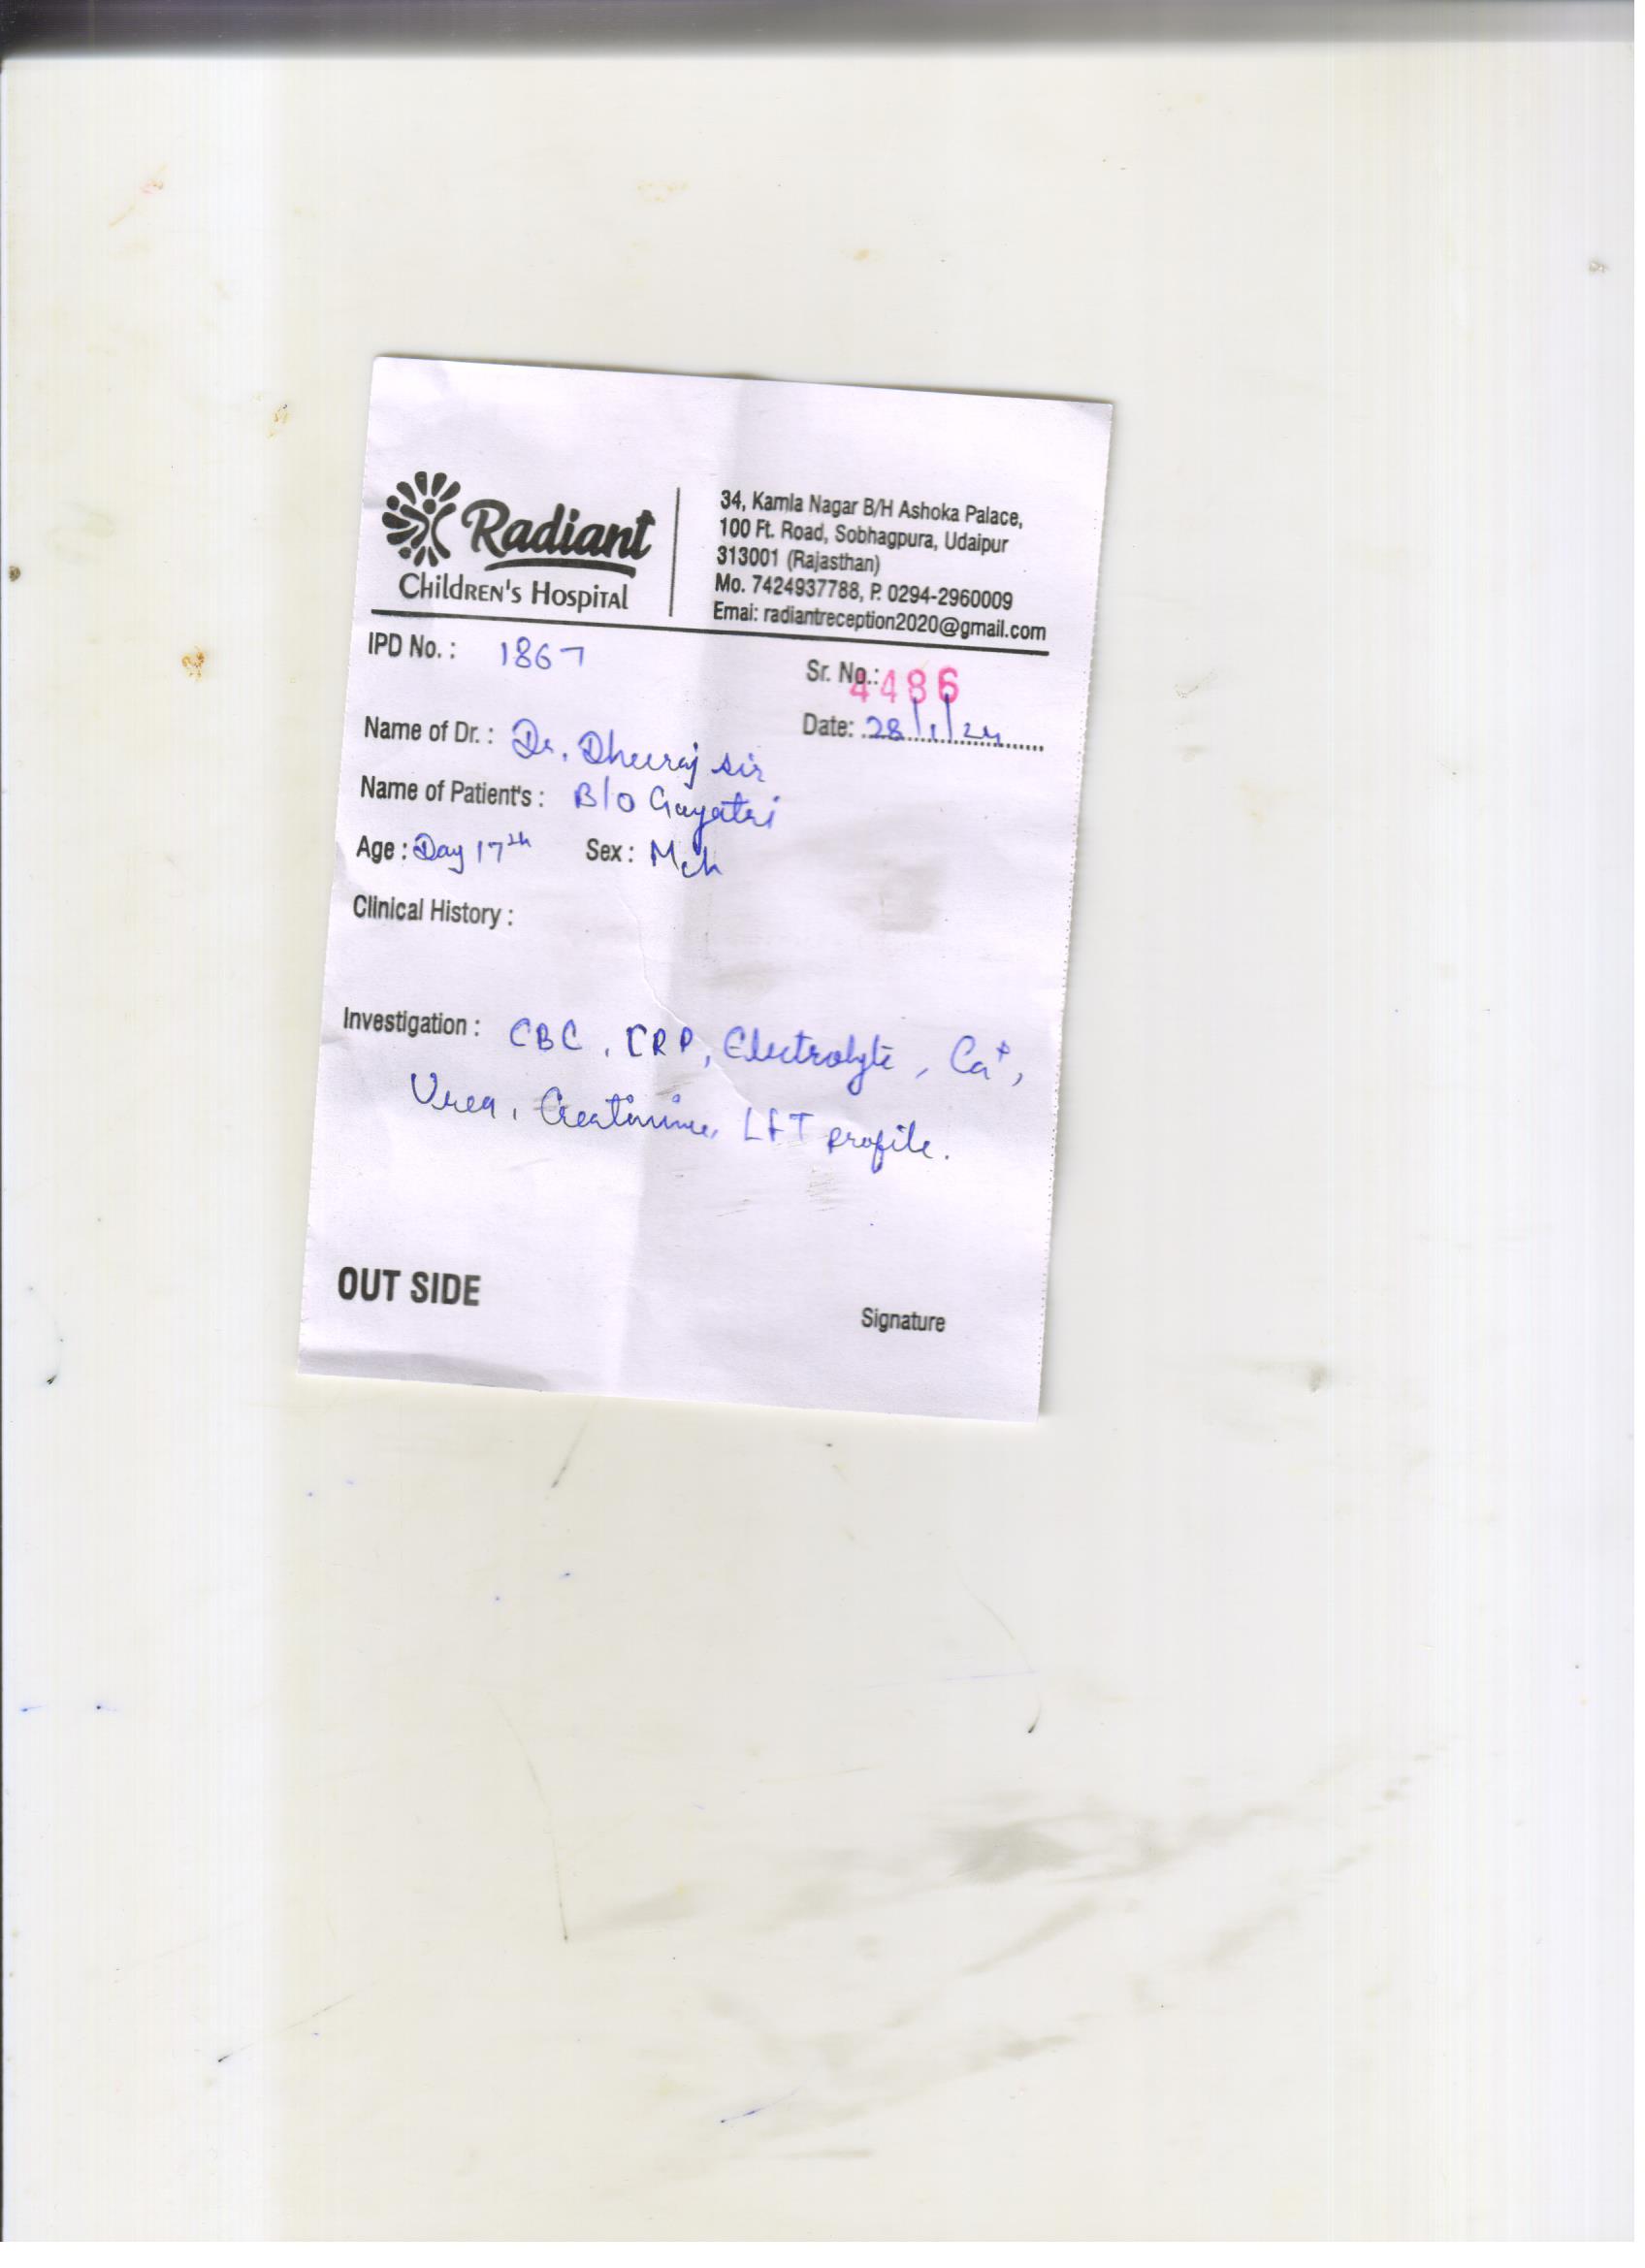 Radiant
Children's Hospital
34, Kamla Nagar B/H Ashoka Palace,
100 Ft. Road, Sobhagpura, Udaipur
313001 (Rajasthan)
Mo. 7424937788, P. 0294-2960009
Emai: radiantreception2020@gmail.com
IPD No. : 1867
Sr. No.: 4486
Date: 28/1/24
Name of Dr. : Dr. Dheeraj sir
Name of Patient's : B/o Gayatri
Age : Day 17th Sex : Mch
Clinical History :
Investigation : CBC, CRP, Electrolyte, Ca+,
Urea, Creatinine, LFT profile.
OUT SIDE
Signature